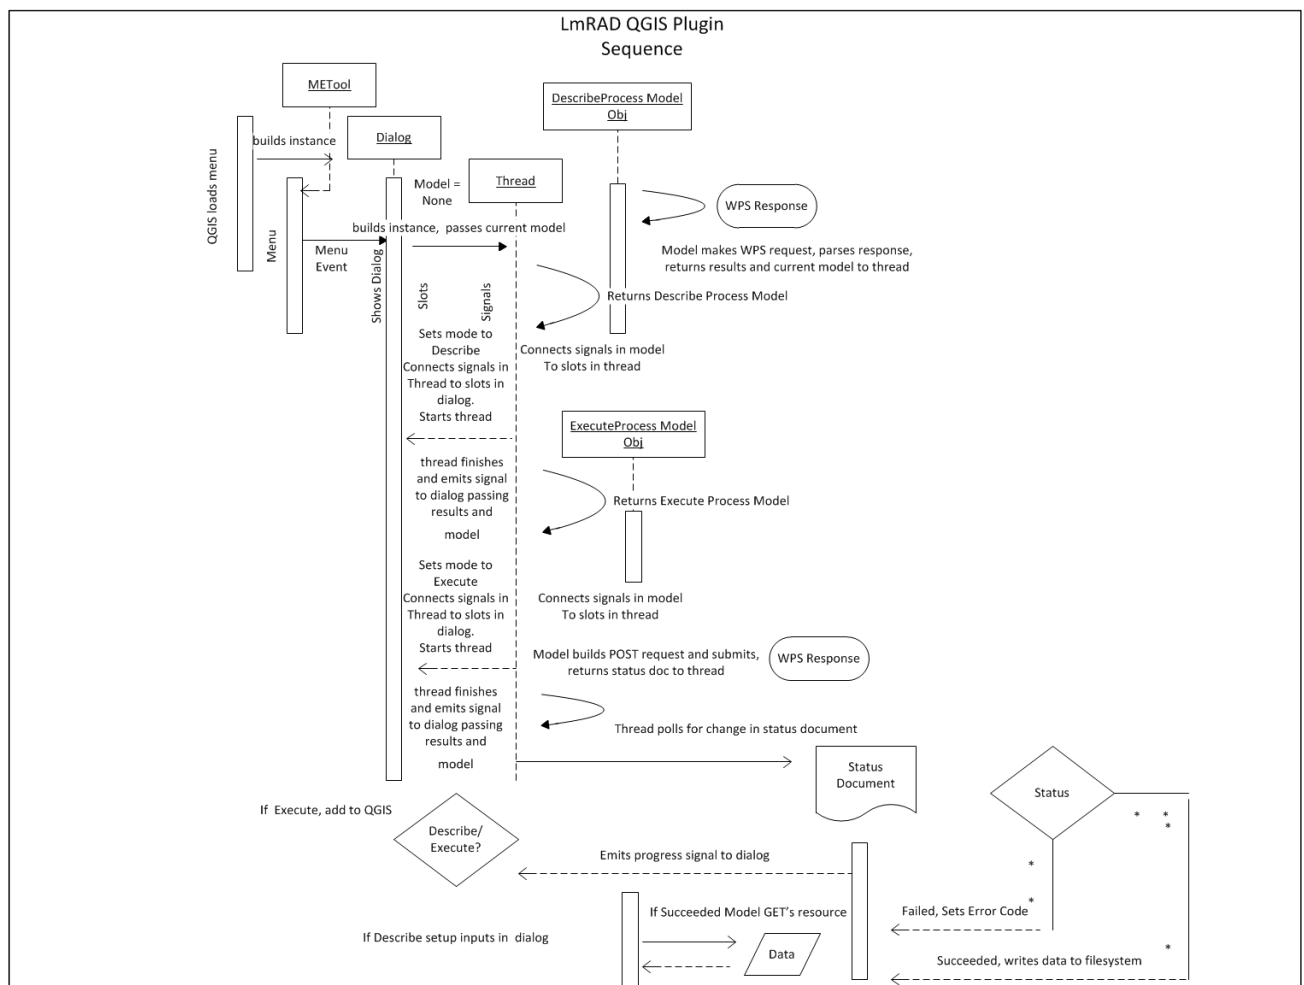 LmRAD QGIS Plugin
Sequence
METool
DescribeProcess Model
Obj
builds instance
Dialog
QGIS loads menu
Model =
None
Thread
WPS Response
Menu
builds instance,  passes current model
Menu
Event
Shows Dialog
Model makes WPS request, parses response,
returns results and current model to thread
Slots
Signals
Returns Describe Process Model
Sets mode to
Describe
Connects signals in
Thread to slots in
dialog.
Starts thread
Connects signals in model
To slots in thread
ExecuteProcess Model
Obj
thread finishes
and emits signal
to dialog passing
results and
model
Returns Execute Process Model
Sets mode to
Execute
Connects signals in
Thread to slots in
dialog.
Starts thread
Connects signals in model
To slots in thread
Model builds POST request and submits,
returns status doc to thread
WPS Response
thread finishes
and emits signal
to dialog passing
results and
model
Thread polls for change in status document
Status
Document
Status
If  Execute, add to QGIS
Describe/
Execute?
* *
*
Emits progress signal to dialog
*
*
If Succeeded Model GET's resource
Failed, Sets Error Code
If Describe setup inputs in  dialog
Data
*
Succeeded, writes data to filesystem